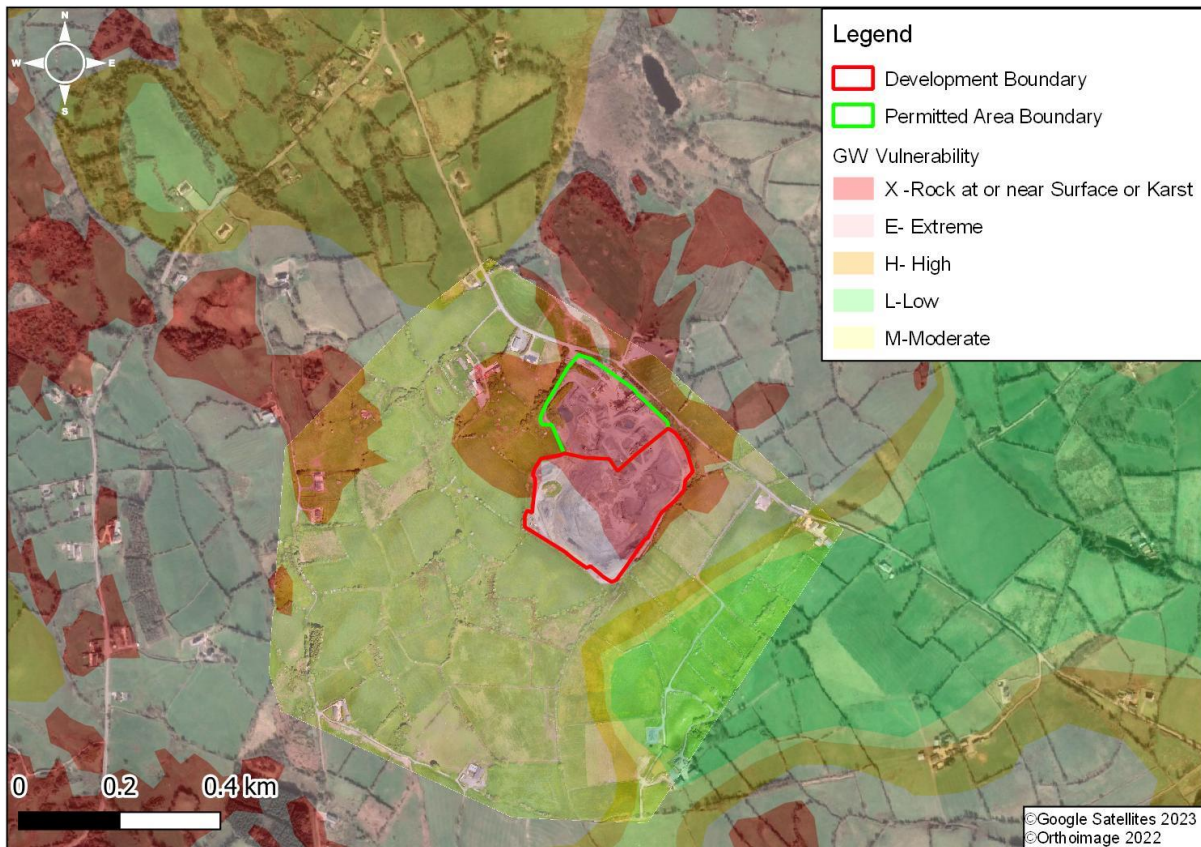 N
W E
S
Legend
Development Boundary
Permitted Area Boundary
GW Vulnerability
X -Rock at or near Surface or Karst
E- Extreme
H- High
L-Low
M-Moderate
0 0.2 0.4 km
©Google Satellites 2023
©Orthoimage 2022